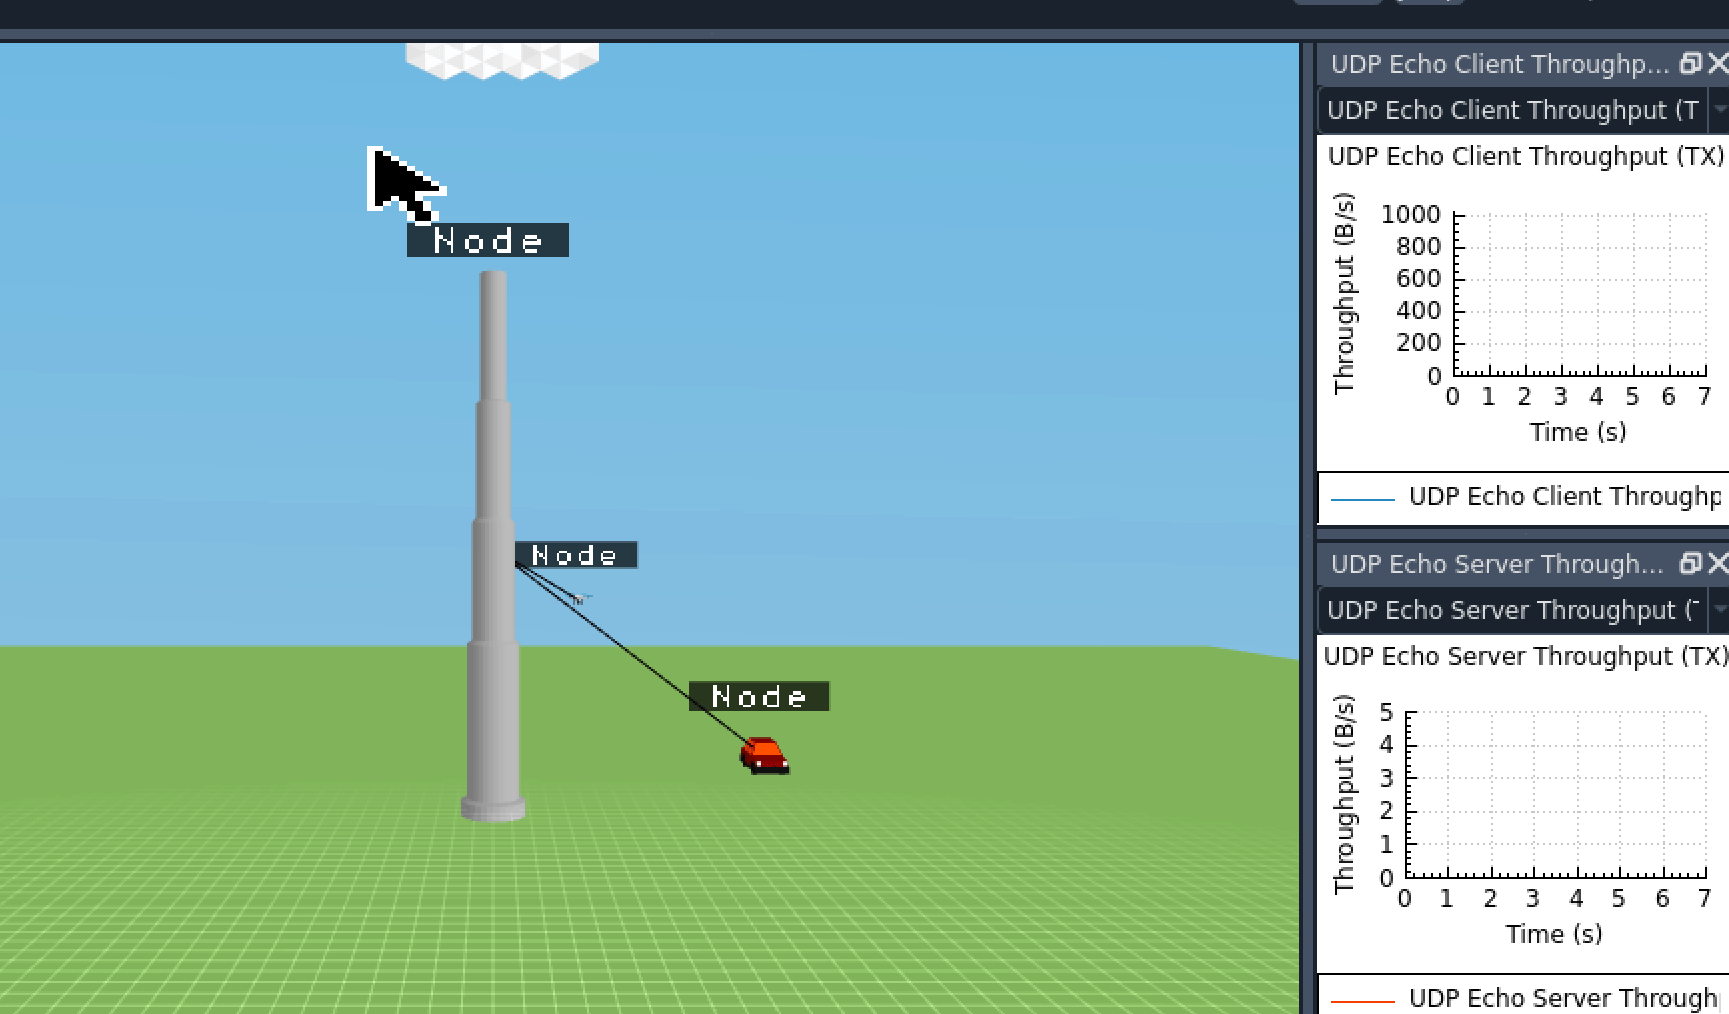 Node
Node
Node
UDP Echo Client Throughp...
UDP Echo Client Throughput (T
UDP Echo Client Throughput (TX)
Throughput (B/s)
1000
800
600
400
200
0
0 1 2 3 4 5 6 7
Time (s)
UDP Echo Client Throughp
UDP Echo Server Through...
UDP Echo Server Throughput (
UDP Echo Server Throughput (TX)
Throughput (B/s)
5
4
3
2
1
0
0 1 2 3 4 5 6 7
Time (s)
UDP Echo Server Through